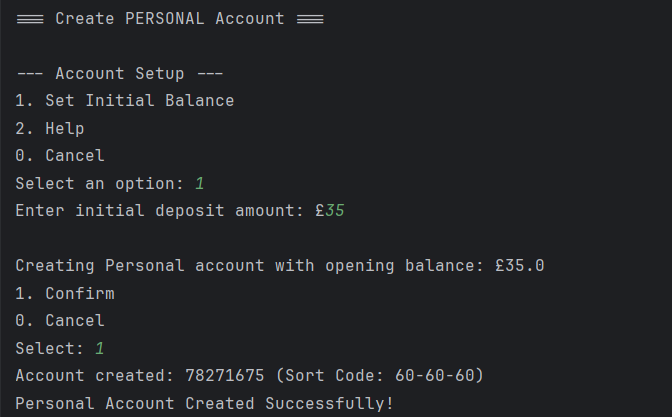 === Create PERSONAL Account ===
--- Account Setup ---
1. Set Initial Balance
2. Help
0. Cancel
Select an option: 1
Enter initial deposit amount: £35
Creating Personal account with opening balance: £35.0
1. Confirm
0. Cancel
Select: 1
Account created: 78271675 (Sort Code: 60-60-60)
Personal Account Created Successfully!